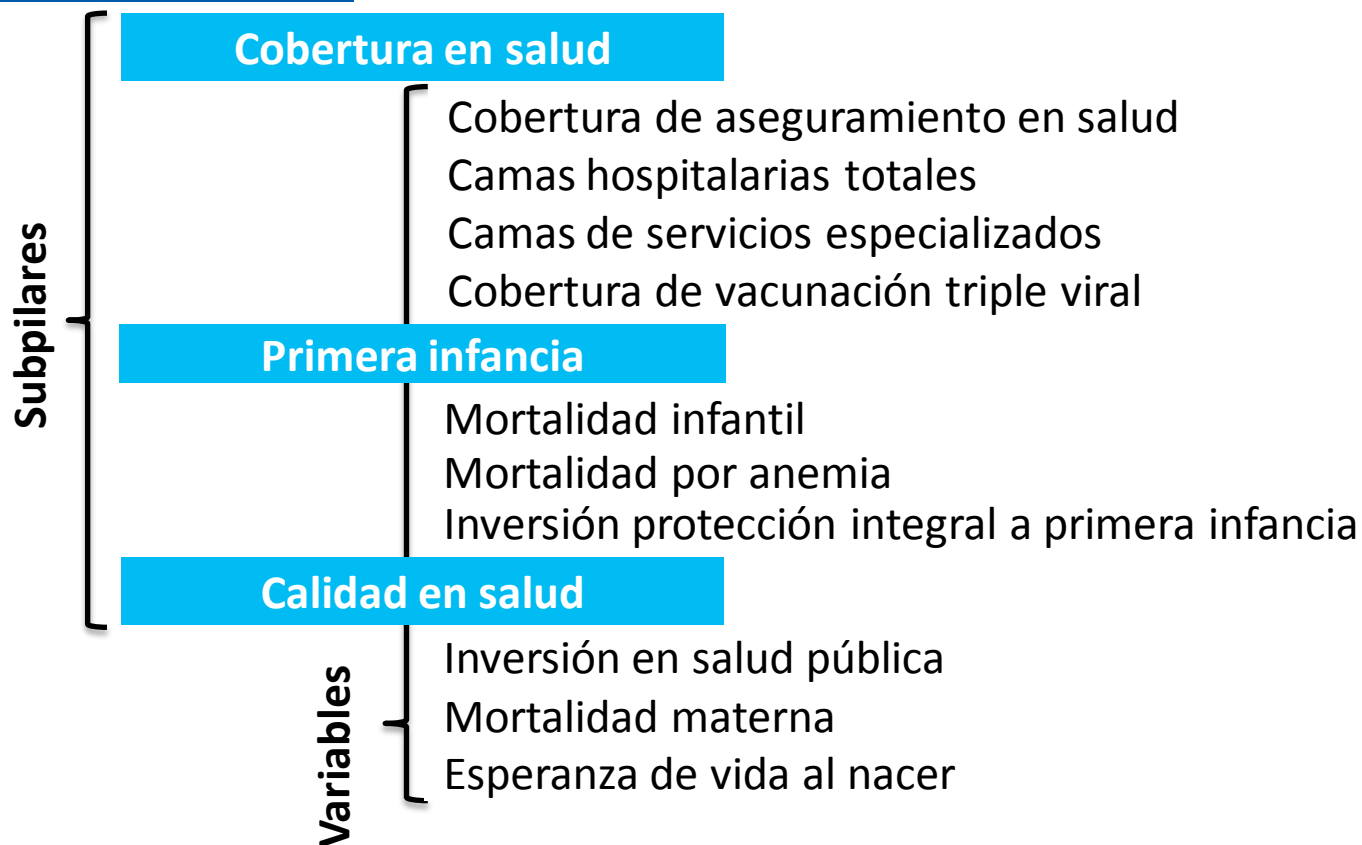 Subpilares
Cobertura en salud
Cobertura de aseguramiento en salud
Camas hospitalarias totales
Camas de servicios especializados
Cobertura de vacunación triple viral
Primera infancia
Mortalidad infantil
Mortalidad por anemia
Inversión protección integral a primera infancia
Calidad en salud
Variables
Inversión en salud pública
Mortalidad materna
Esperanza de vida al nacer